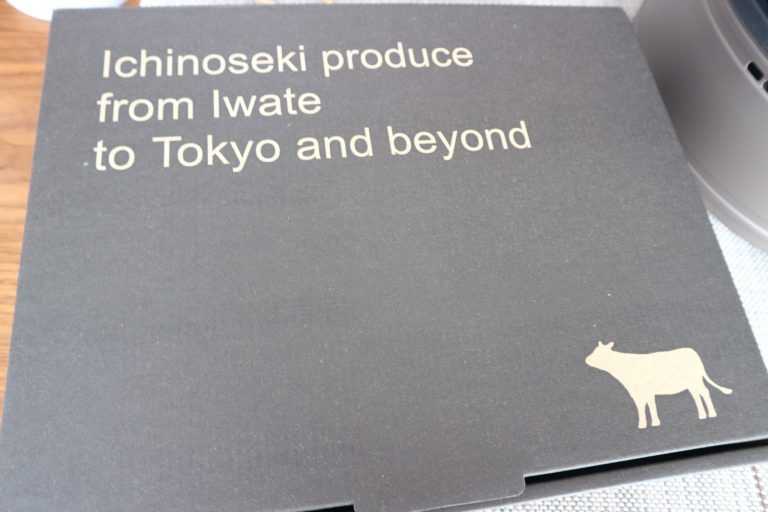 Ichinoseki produce
from Iwate
to Tokyo and beyond